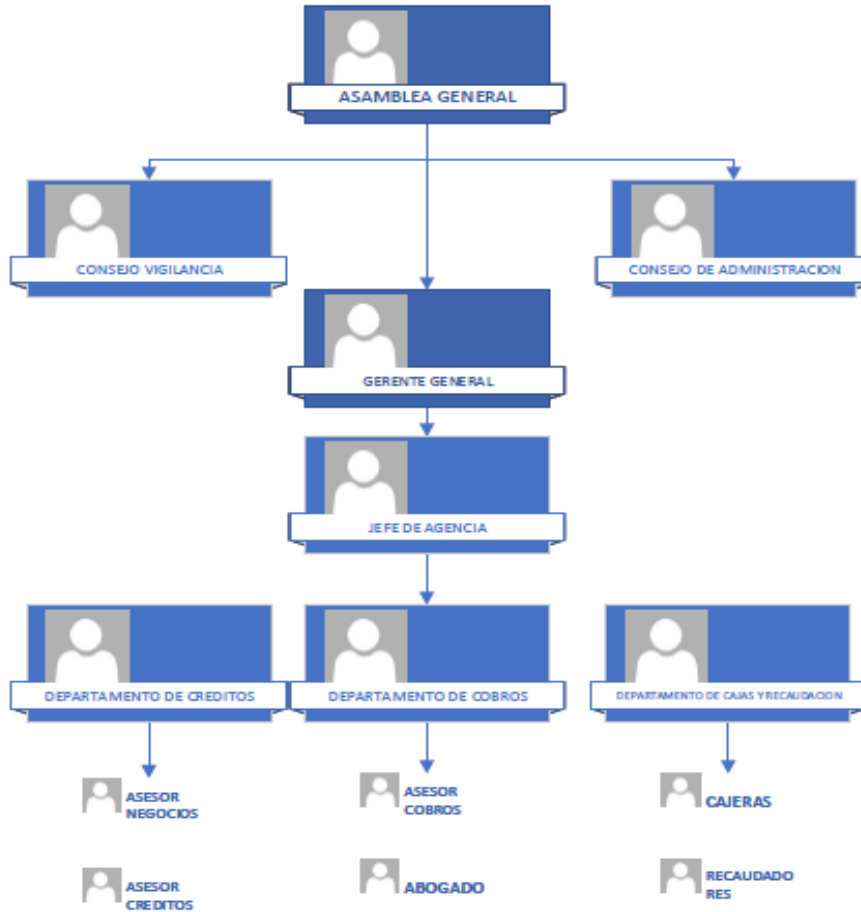 ASAMBLEA GENERAL
CONSEJO VIGILANCIA
CONSEJO DE ADMINISTRACION
GERENTE GENERAL
JEFE DE AGENCIA
DEPARTAMENTO DE CREDITOS
DEPARTAMENTO DE COBROS
DEPARTAMENTO DE CAJAS Y RECAUDACION
ASESOR
NEGOCIOS
ASESOR
COBROS
CAJERAS
ASESOR
CREDITOS
ABOGADO
RECAUDADO
RES